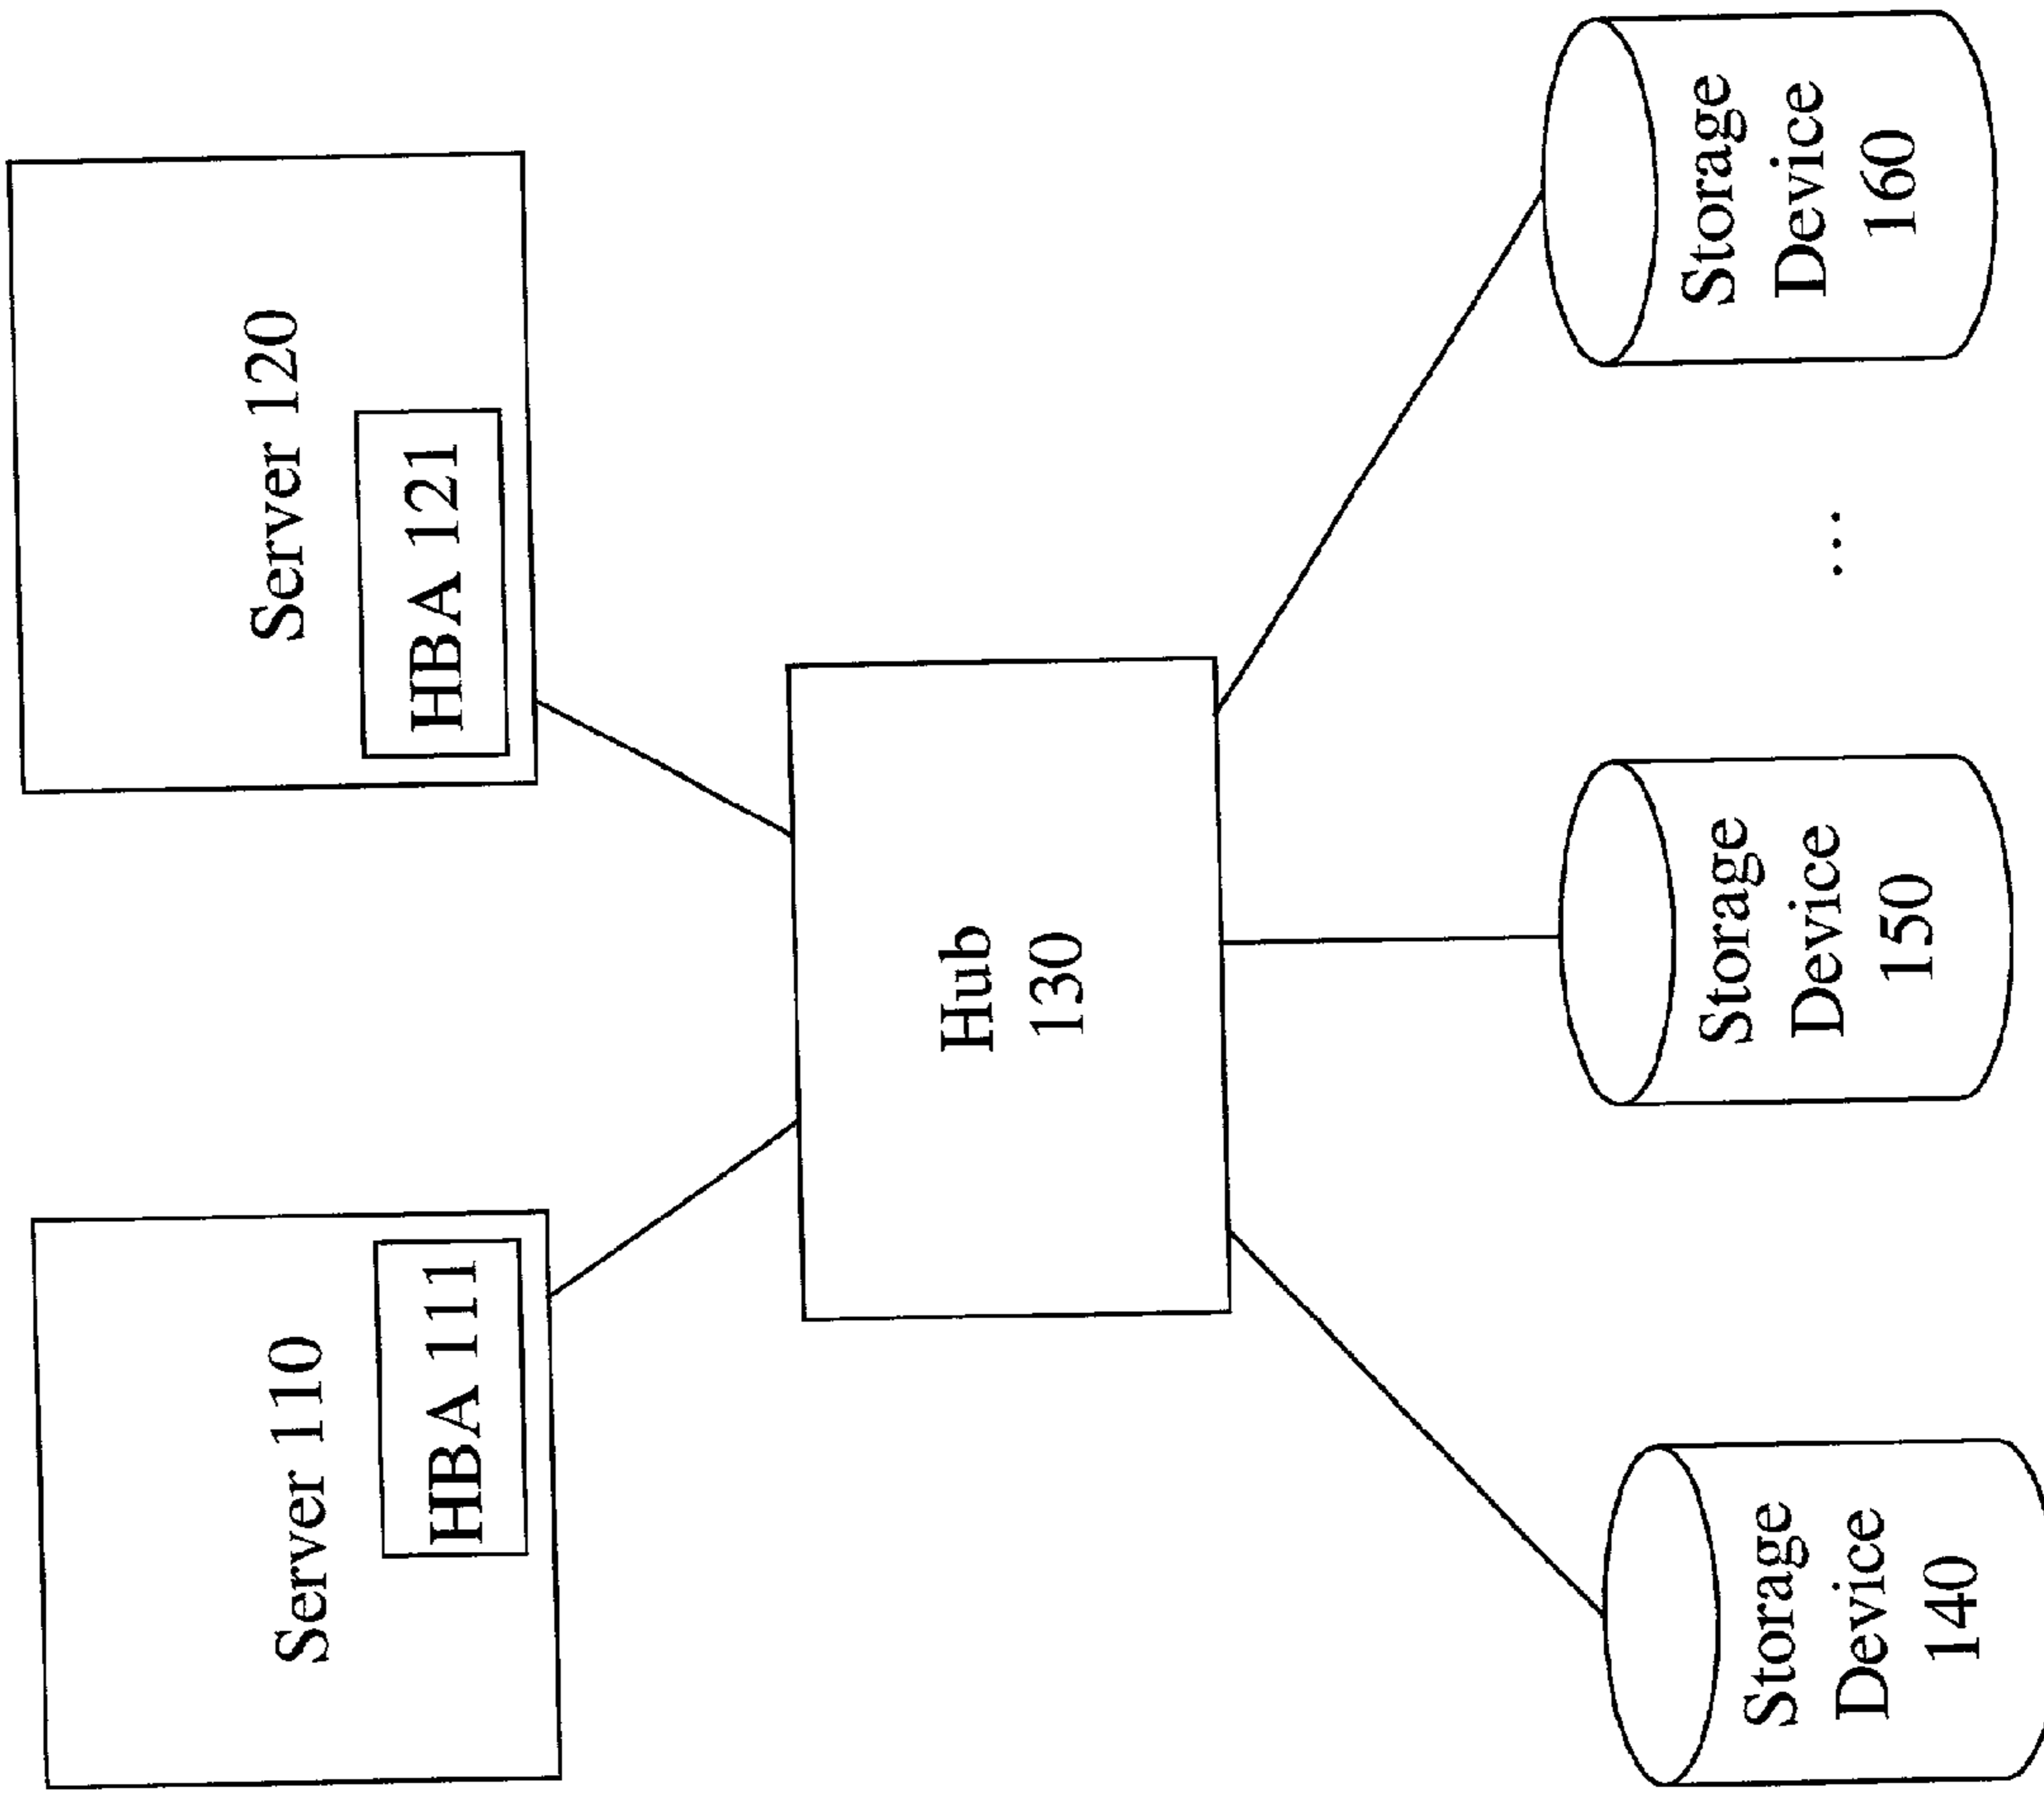 Server 110
HBA 111
Server 120
HBA 121
Hub
130
Storage
Device
140
Storage
Device
150
...
Storage
Device
160